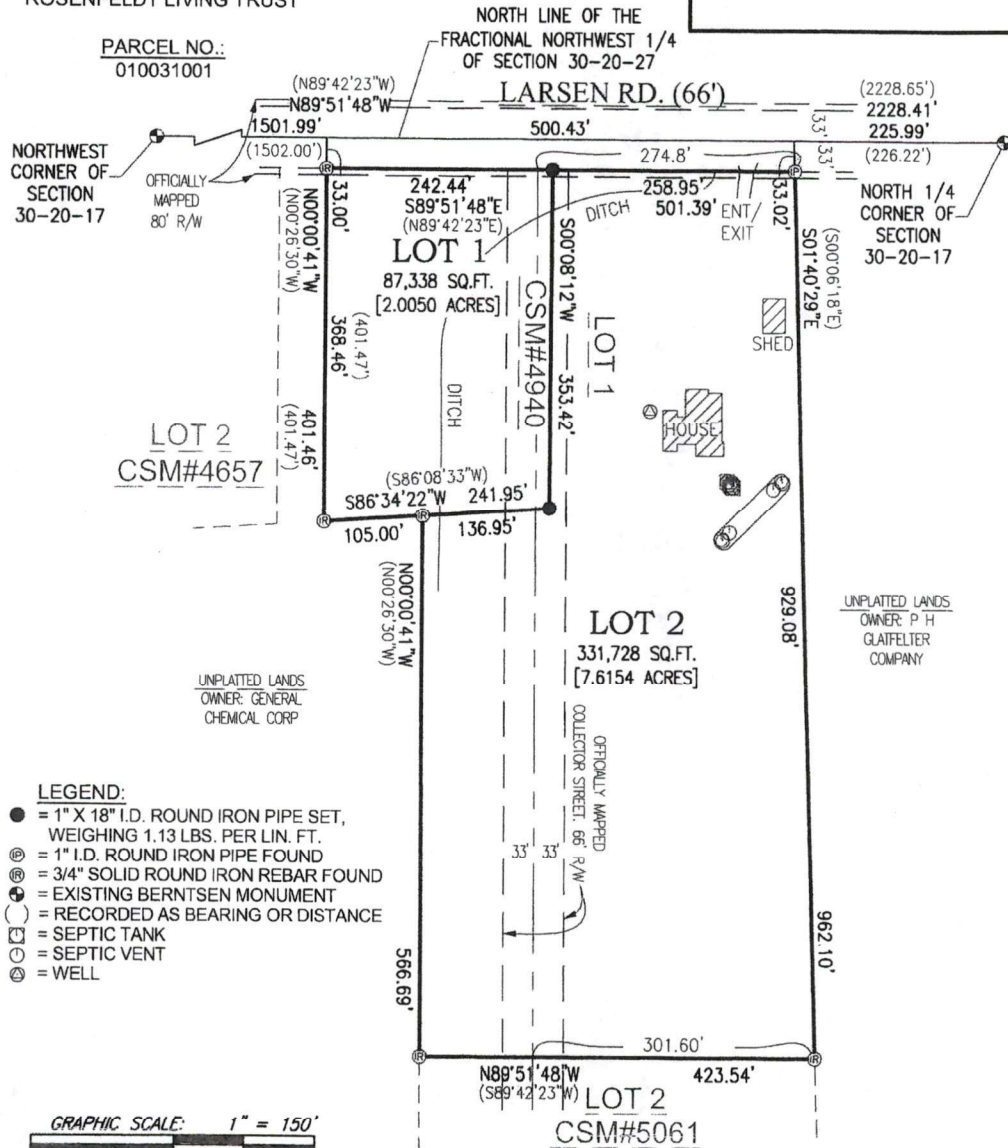 ROSENFELDT LIVING TRUST
PARCEL NO.:
010031001
NORTH LINE OF THE
FRACTIONAL NORTHWEST 1/4
OF SECTION 30-20-27
(N89°42'23"W)
N89°51'48"W
LARSEN RD. (66')
(2228.65')
2228.41'
1501.99'
500.43'
225.99'
33'
33'
(1502.00')
274.8'
(226.22')
NORTHWEST
CORNER OF
SECTION
30-20-17
OFFICIALLY
MAPPED
80' R/W
NORTH 1/4
CORNER OF
SECTION
30-20-17
33.00'
242.44'
S89°51'48"E
(N89°42'23"E)
258.95'
501.39'
DITCH
ENT/
EXIT
33.02'
N00°00'41"W
(N00°26'30"W)
LOT 1
87,338 SQ.FT.
[2.0050 ACRES]
S00°08'12"W
353.42'
CSM#4940
LOT 1
S01°40'29"E
(S00°06'18"E)
SHED
368.46'
(401.47')
DITCH
401.46'
(401.47')
HOUSE
LOT 2
CSM#4657
(S86°08'33"W)
S86°34'22"W
241.95'
105.00'
136.95'
N00°00'41"W
(N00°26'30"W)
929.08'
LOT 2
331,728 SQ.FT.
[7.6154 ACRES]
UNPLATTED LANDS
OWNER: P H
GLATFELTER
COMPANY
UNPLATTED LANDS
OWNER: GENERAL
CHEMICAL CORP
OFFICIALLY MAPPED
COLLECTOR STREET. 66' R/W
33'
33'
LEGEND:
= 1" X 18" I.D. ROUND IRON PIPE SET,
WEIGHING 1.13 LBS. PER LIN. FT.
IP = 1" I.D. ROUND IRON PIPE FOUND
IR = 3/4" SOLID ROUND IRON REBAR FOUND
= EXISTING BERNTSEN MONUMENT
( ) = RECORDED AS BEARING OR DISTANCE
= SEPTIC TANK
= SEPTIC VENT
= WELL
566.69'
962.10'
301.60'
N89°51'48"W
(S89°42'23"W)
423.54'
LOT 2
CSM#5061
GRAPHIC SCALE: 1" = 150'